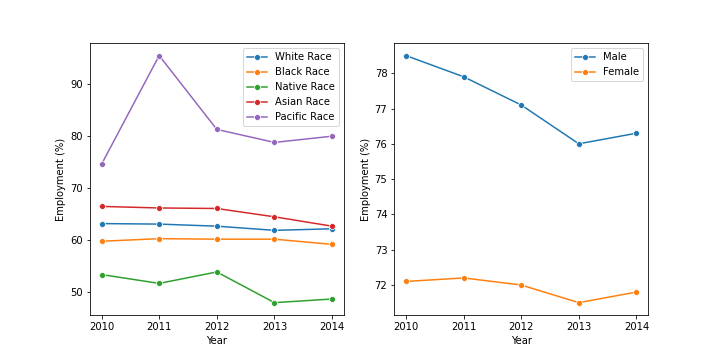 White Race
Black Race
Native Race
Asian Race
Pacific Race
90
80
70
60
50
Employment (%)
2010 2011 2012 2013 2014
Year
Male
Female
78
77
76
75
74
73
72
Employment (%)
2010 2011 2012 2013 2014
Year